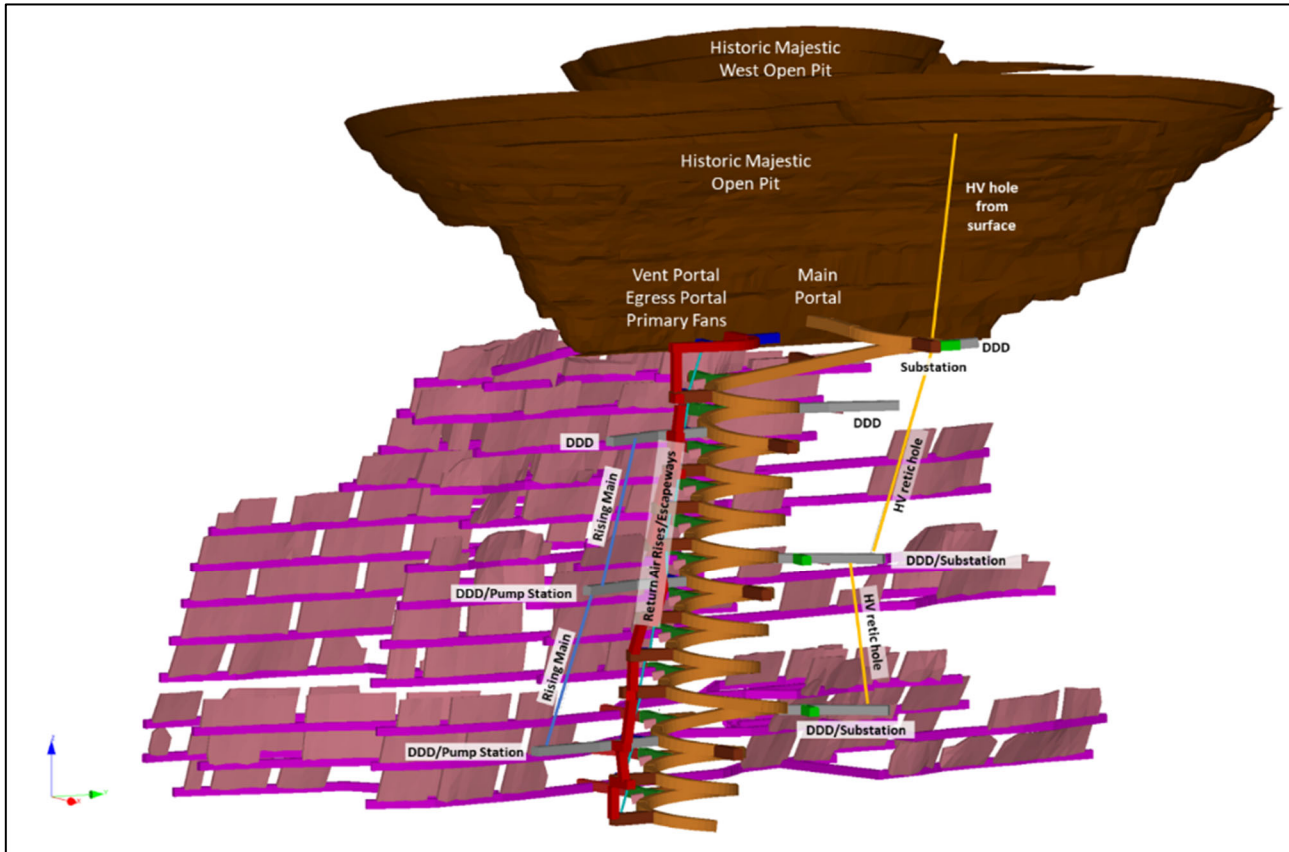 Historic Majestic
West Open Pit
Historic Majestic
Open Pit
HV hole
from
surface
Vent Portal
Egress Portal
Primary Fans
Main
Portal
DDD
Substation
DDD
DDD
Rising Main
Return Air Rises/Escapeways
HV retic hole
DDD/Substation
DDD/Pump Station
HV retic hole
Rising Main
DDD/Substation
DDD/Pump Station